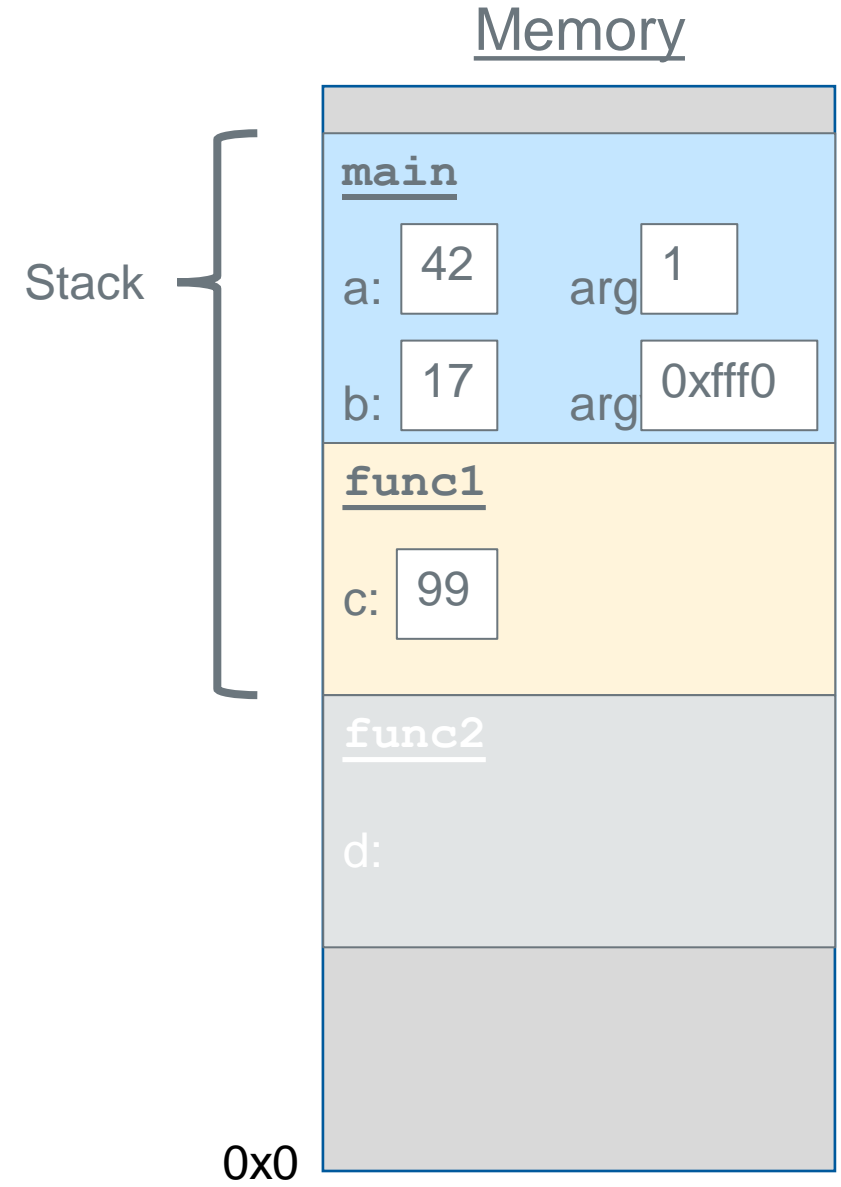 Memory
main
Stack
a: 42 arg 1
b: 17 arg 0xfff0
func1
c: 99
func2
d:
0x0